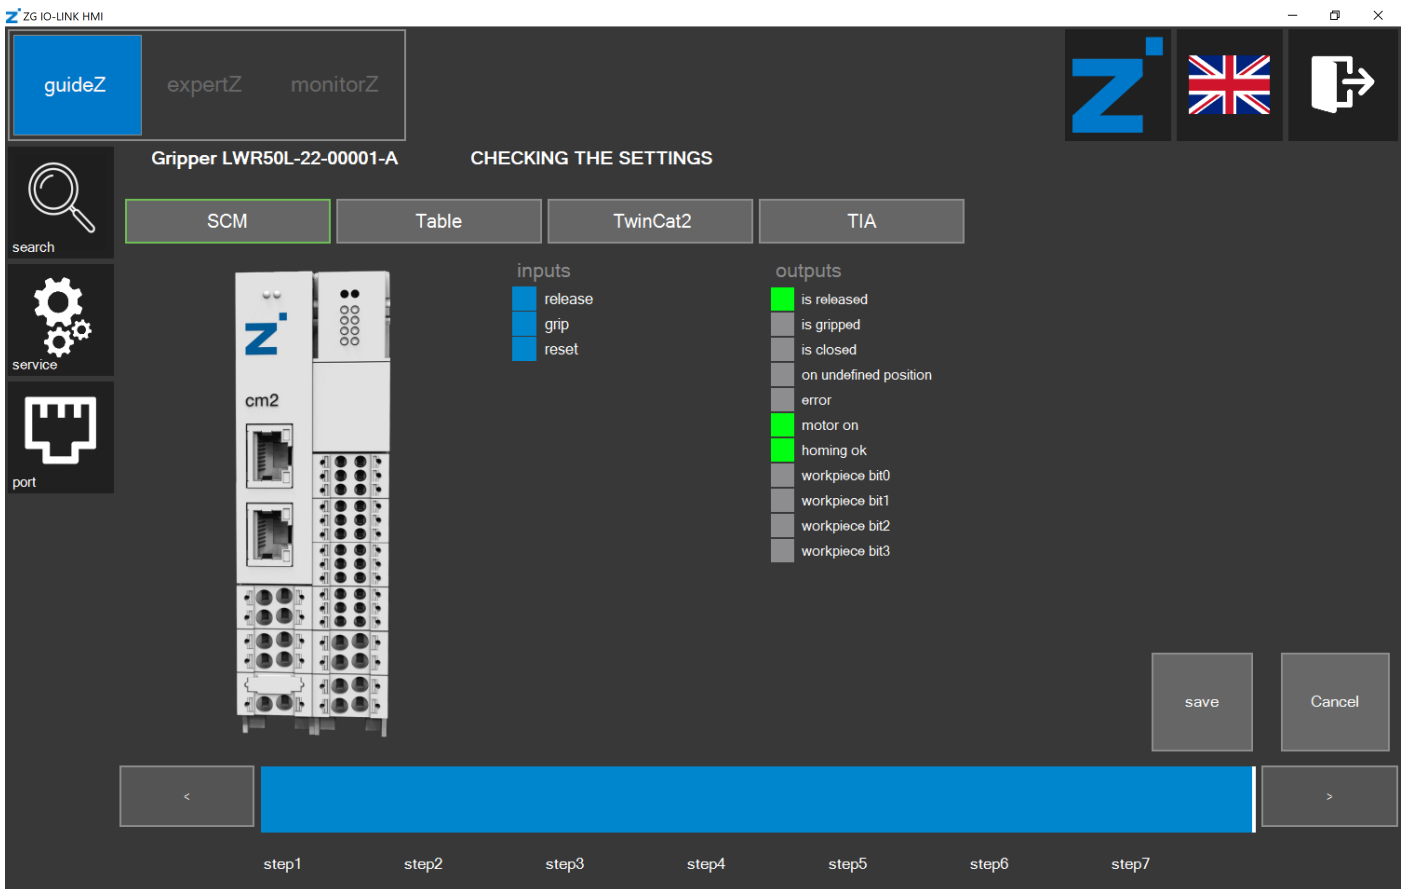 ZG IO-LINK HMI
guideZ
expertZ
monitorZ
Gripper LWR50L-22-00001-A
CHECKING THE SETTINGS
search
SCM
Table
TwinCat2
TIA
service
port
cm2
inputs
release
grip
reset
outputs
is released
is gripped
is closed
on undefined position
error
motor on
homing ok
workpiece bit0
workpiece bit1
workpiece bit2
workpiece bit3
save
Cancel
<
>
step1
step2
step3
step4
step5
step6
step7